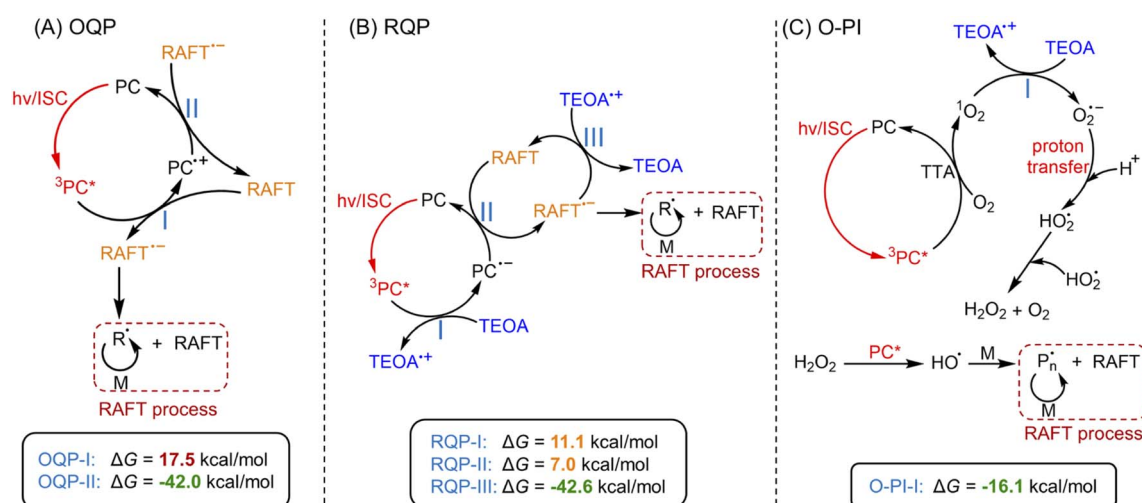 (A) OQP
RAFT•−
PC
hv/ISC
II
PC•+
³PC*
RAFT
I
RAFT•−
R•
+ RAFT
M
RAFT process
OQP-I: ΔG = 17.5 kcal/mol
OQP-II: ΔG = -42.0 kcal/mol
(B) RQP
TEOA•+
III
RAFT
TEOA
hv/ISC
PC
II
RAFT•−
R•
+ RAFT
M
RAFT process
³PC*
PC•−
TEOA
I
TEOA•+
RQP-I: ΔG = 11.1 kcal/mol
RQP-II: ΔG = 7.0 kcal/mol
RQP-III: ΔG = -42.6 kcal/mol
(C) O-PI
TEOA•+
TEOA
I
¹O₂
O₂•−
hv/ISC
PC
proton
transfer
TTA
H⁺
O₂
HO₂•
³PC*
HO₂•
H₂O₂ + O₂
H₂O₂
PC*
HO•
M
Pₙ•
+ RAFT
M
RAFT process
O-PI-I: ΔG = -16.1 kcal/mol